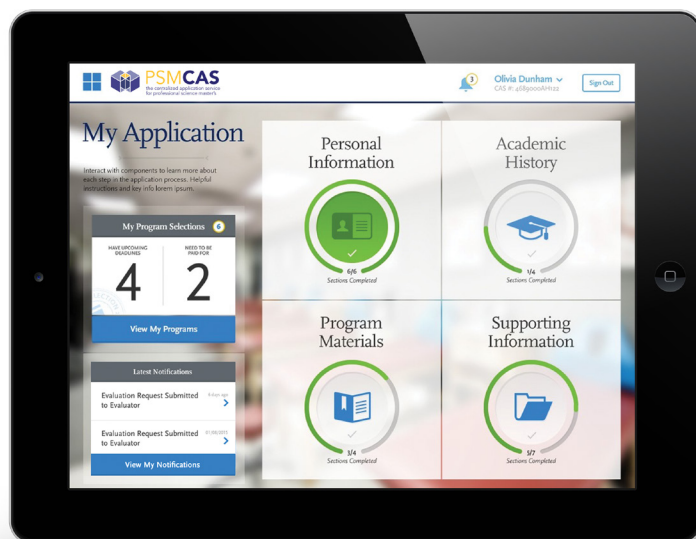 PSMCAS
the centralized application service
for professional science master's
3
Olivia Dunham
CAS #: 4689000AH122
Sign Out
My Application
Interact with components to learn more about
each step in the application process. Helpful
instructions and key info lorem ipsum.
My Program Selections 6
HAVE UPCOMING
DEADLINES
4
NEED TO BE
PAID FOR
2
View My Programs
Latest Notifications
Evaluation Request Submitted
to Evaluator
4 days ago
Evaluation Request Submitted
to Evaluator
View My Notifications
Personal
Information
6/6
Sections Completed
Academic
History
1/4
Sections Completed
Program
Materials
3/4
Sections Completed
Supporting
Information
5/7
Sections Completed